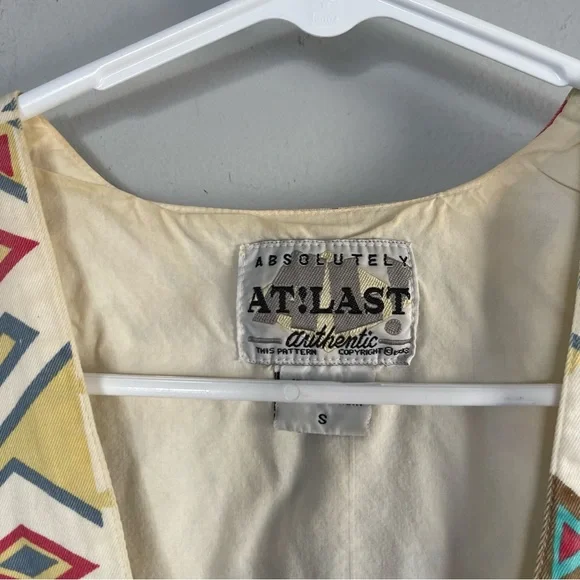 ABSOLUTELY
AT!LAST
authentic
THIS PATTERN COPYRIGHT ©
S